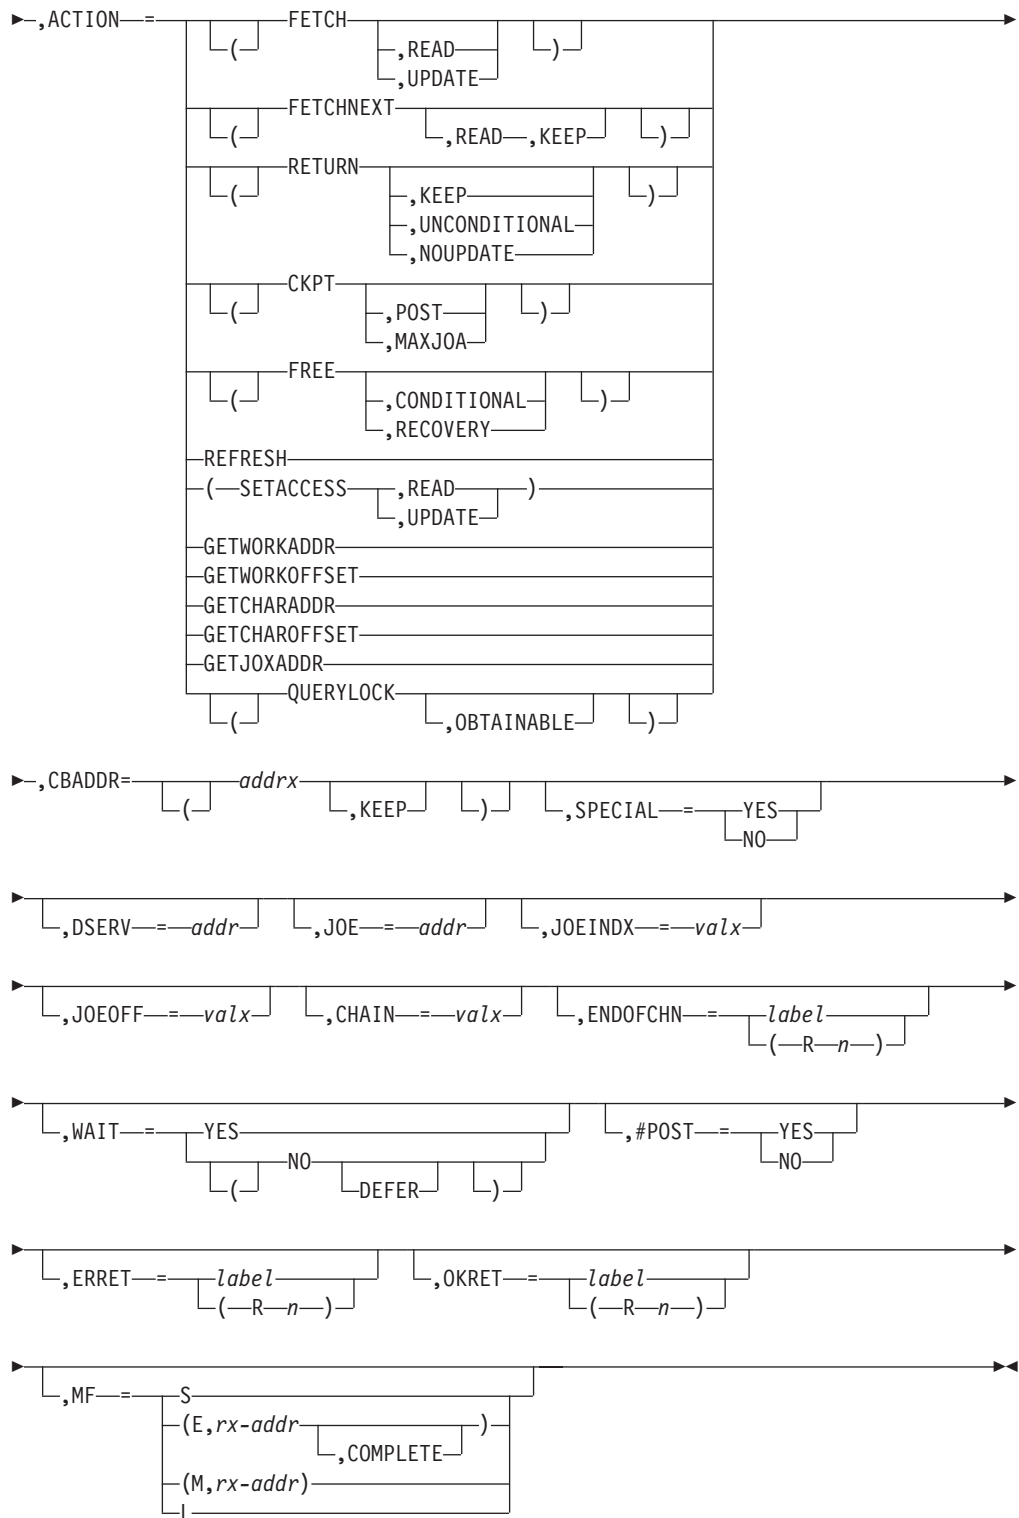 ,ACTION = ( FETCH ,READ ,UPDATE )
( FETCHNEXT ,READ ,KEEP )
( RETURN ,KEEP ,UNCONDITIONAL ,NOUPDATE )
( CKPT ,POST ,MAXJOA )
( FREE ,CONDITIONAL ,RECOVERY )
REFRESH
( SETACCESS ,READ ,UPDATE )
GETWORKADDR
GETWORKOFFSET
GETCHARADDR
GETCHAROFFSET
GETJOXADDR
( QUERYLOCK ,OBTAINABLE )
,CBADDR= ( addrx ,KEEP ) ,SPECIAL = YES NO
,DSERV = addr ,JOE = addr ,JOEINDX = valx
,JOEOFF = valx ,CHAIN = valx ,ENDOFCHN = label ( R n )
,WAIT = YES ( NO DEFER ) ,#POST = YES NO
,ERRET = label ( R n ) ,OKRET = label ( R n )
,MF = S
(E,rx-addr ,COMPLETE )
(M,rx-addr)
L